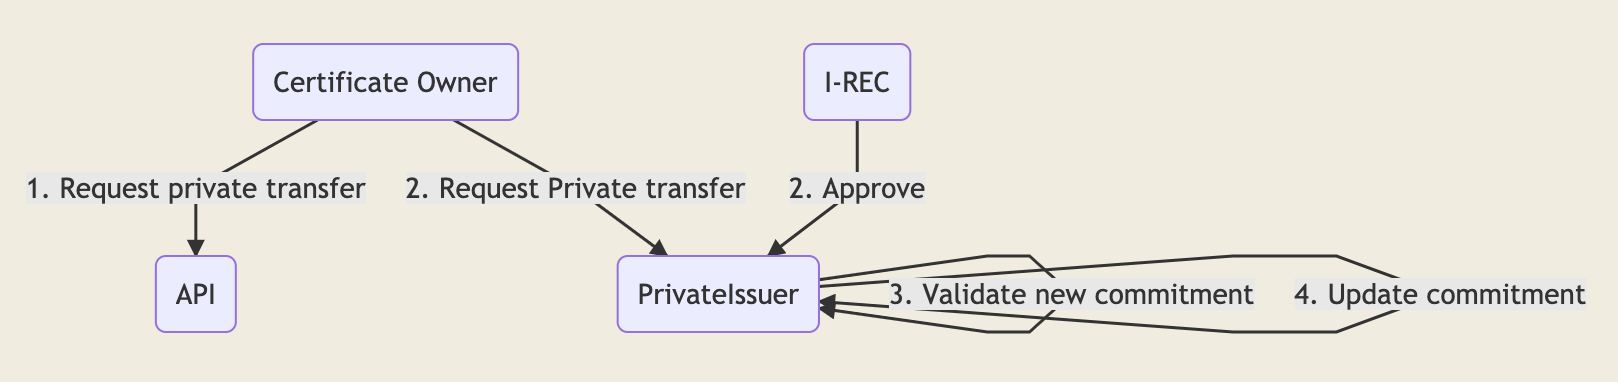 Certificate Owner
I-REC
1. Request private transfer
2. Request Private transfer
2. Approve
API
PrivateIssuer
3. Validate new commitment
4. Update commitment